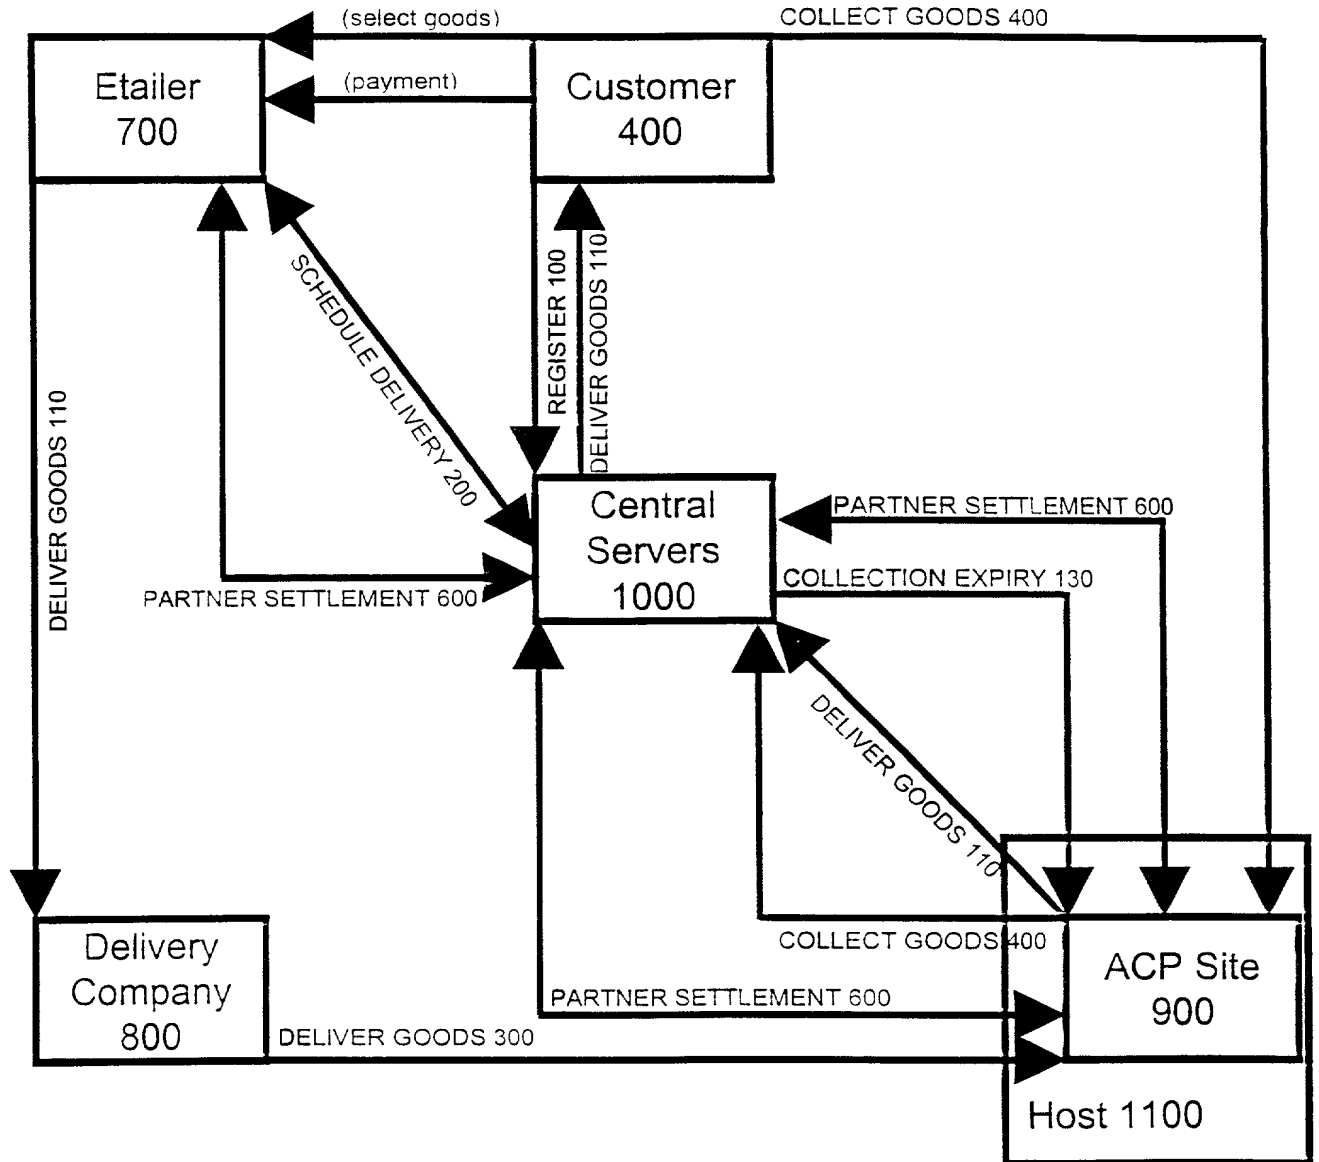 (select goods)
COLLECT GOODS 400
Etailer
700
(payment)
Customer
400
SCHEDULE DELIVERY 200
REGISTER 100
DELIVER GOODS 110
DELIVER GOODS 110
Central
Servers
1000
PARTNER SETTLEMENT 600
COLLECTION EXPIRY 130
PARTNER SETTLEMENT 600
DELIVER GOODS 110
COLLECT GOODS 400
Delivery
Company
800
ACP Site
900
PARTNER SETTLEMENT 600
DELIVER GOODS 300
Host 1100